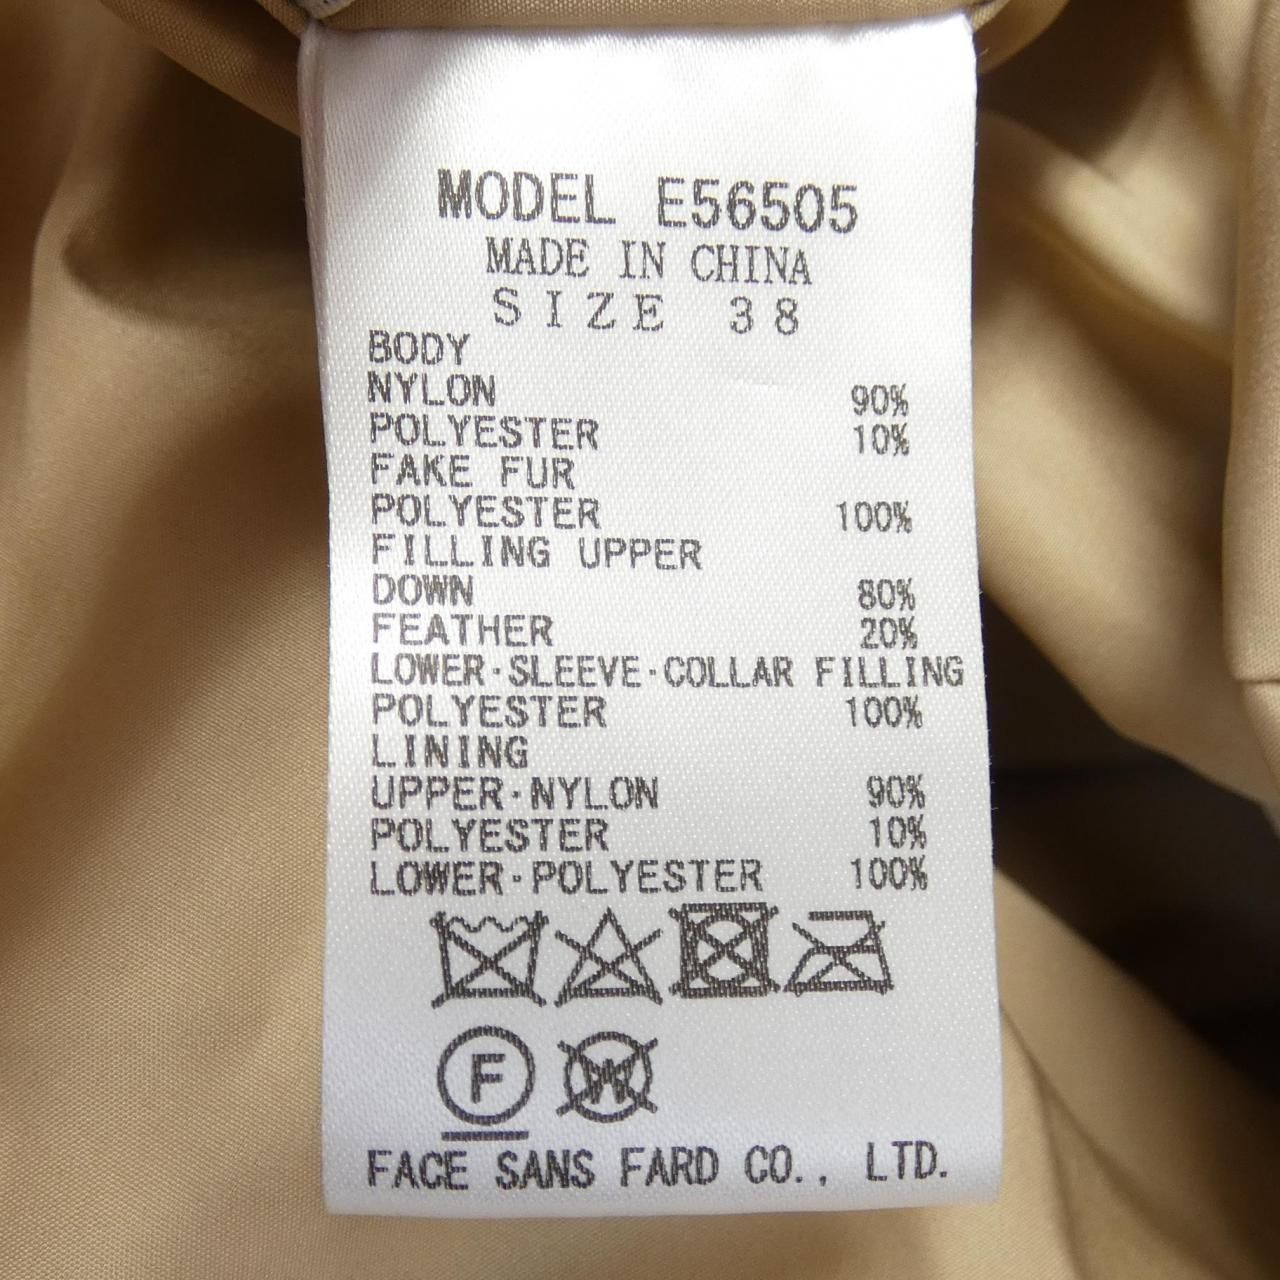 MODEL E56505
MADE IN CHINA
SIZE 38
BODY
NYLON 90%
POLYESTER 10%
FAKE FUR
POLYESTER 100%
FILLING UPPER
DOWN 80%
FEATHER 20%
LOWER·SLEEVE·COLLAR FILLING
POLYESTER 100%
LINING
UPPER·NYLON 90%
POLYESTER 10%
LOWER·POLYESTER 100%
F W
FACE SANS FARD CO., LTD.